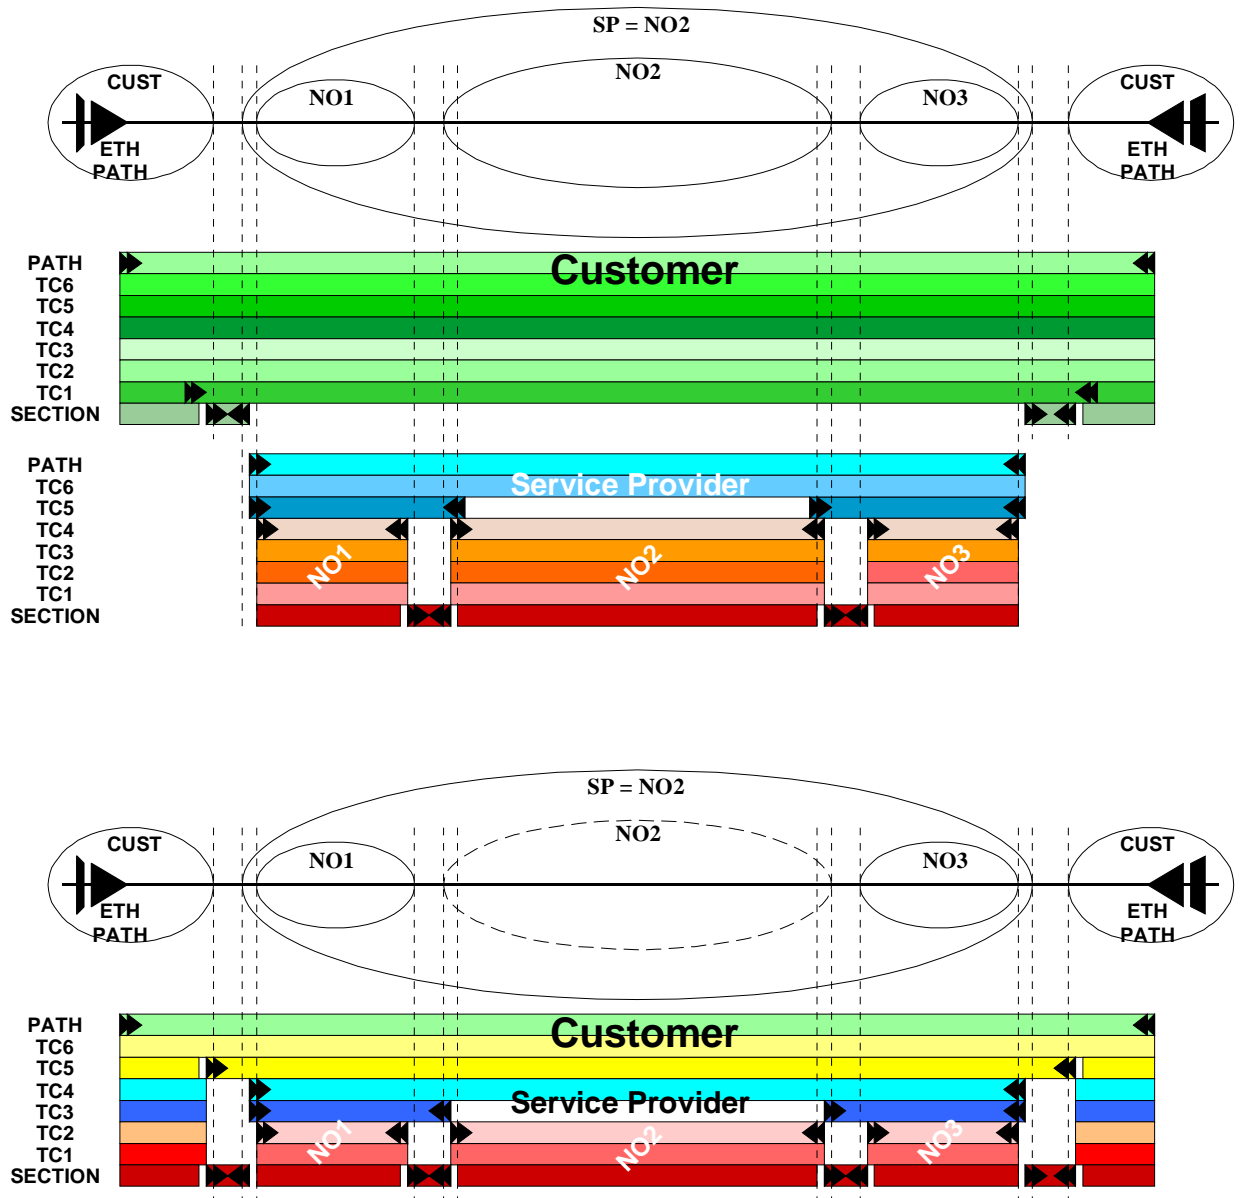 SP = NO2
NO2
CUST
NO1
NO3
CUST
ETH
PATH
ETH
PATH
PATH
Customer
TC6
TC5
TC4
TC3
TC2
TC1
SECTION
PATH
TC6
Service Provider
TC5
TC4
TC3
NO1
NO2
NO3
TC2
TC1
SECTION
SP = NO2
NO2
CUST
NO1
NO3
CUST
ETH
PATH
ETH
PATH
PATH
Customer
TC6
TC5
TC4
TC3
Service Provider
TC2
NO1
NO2
NO3
TC1
SECTION